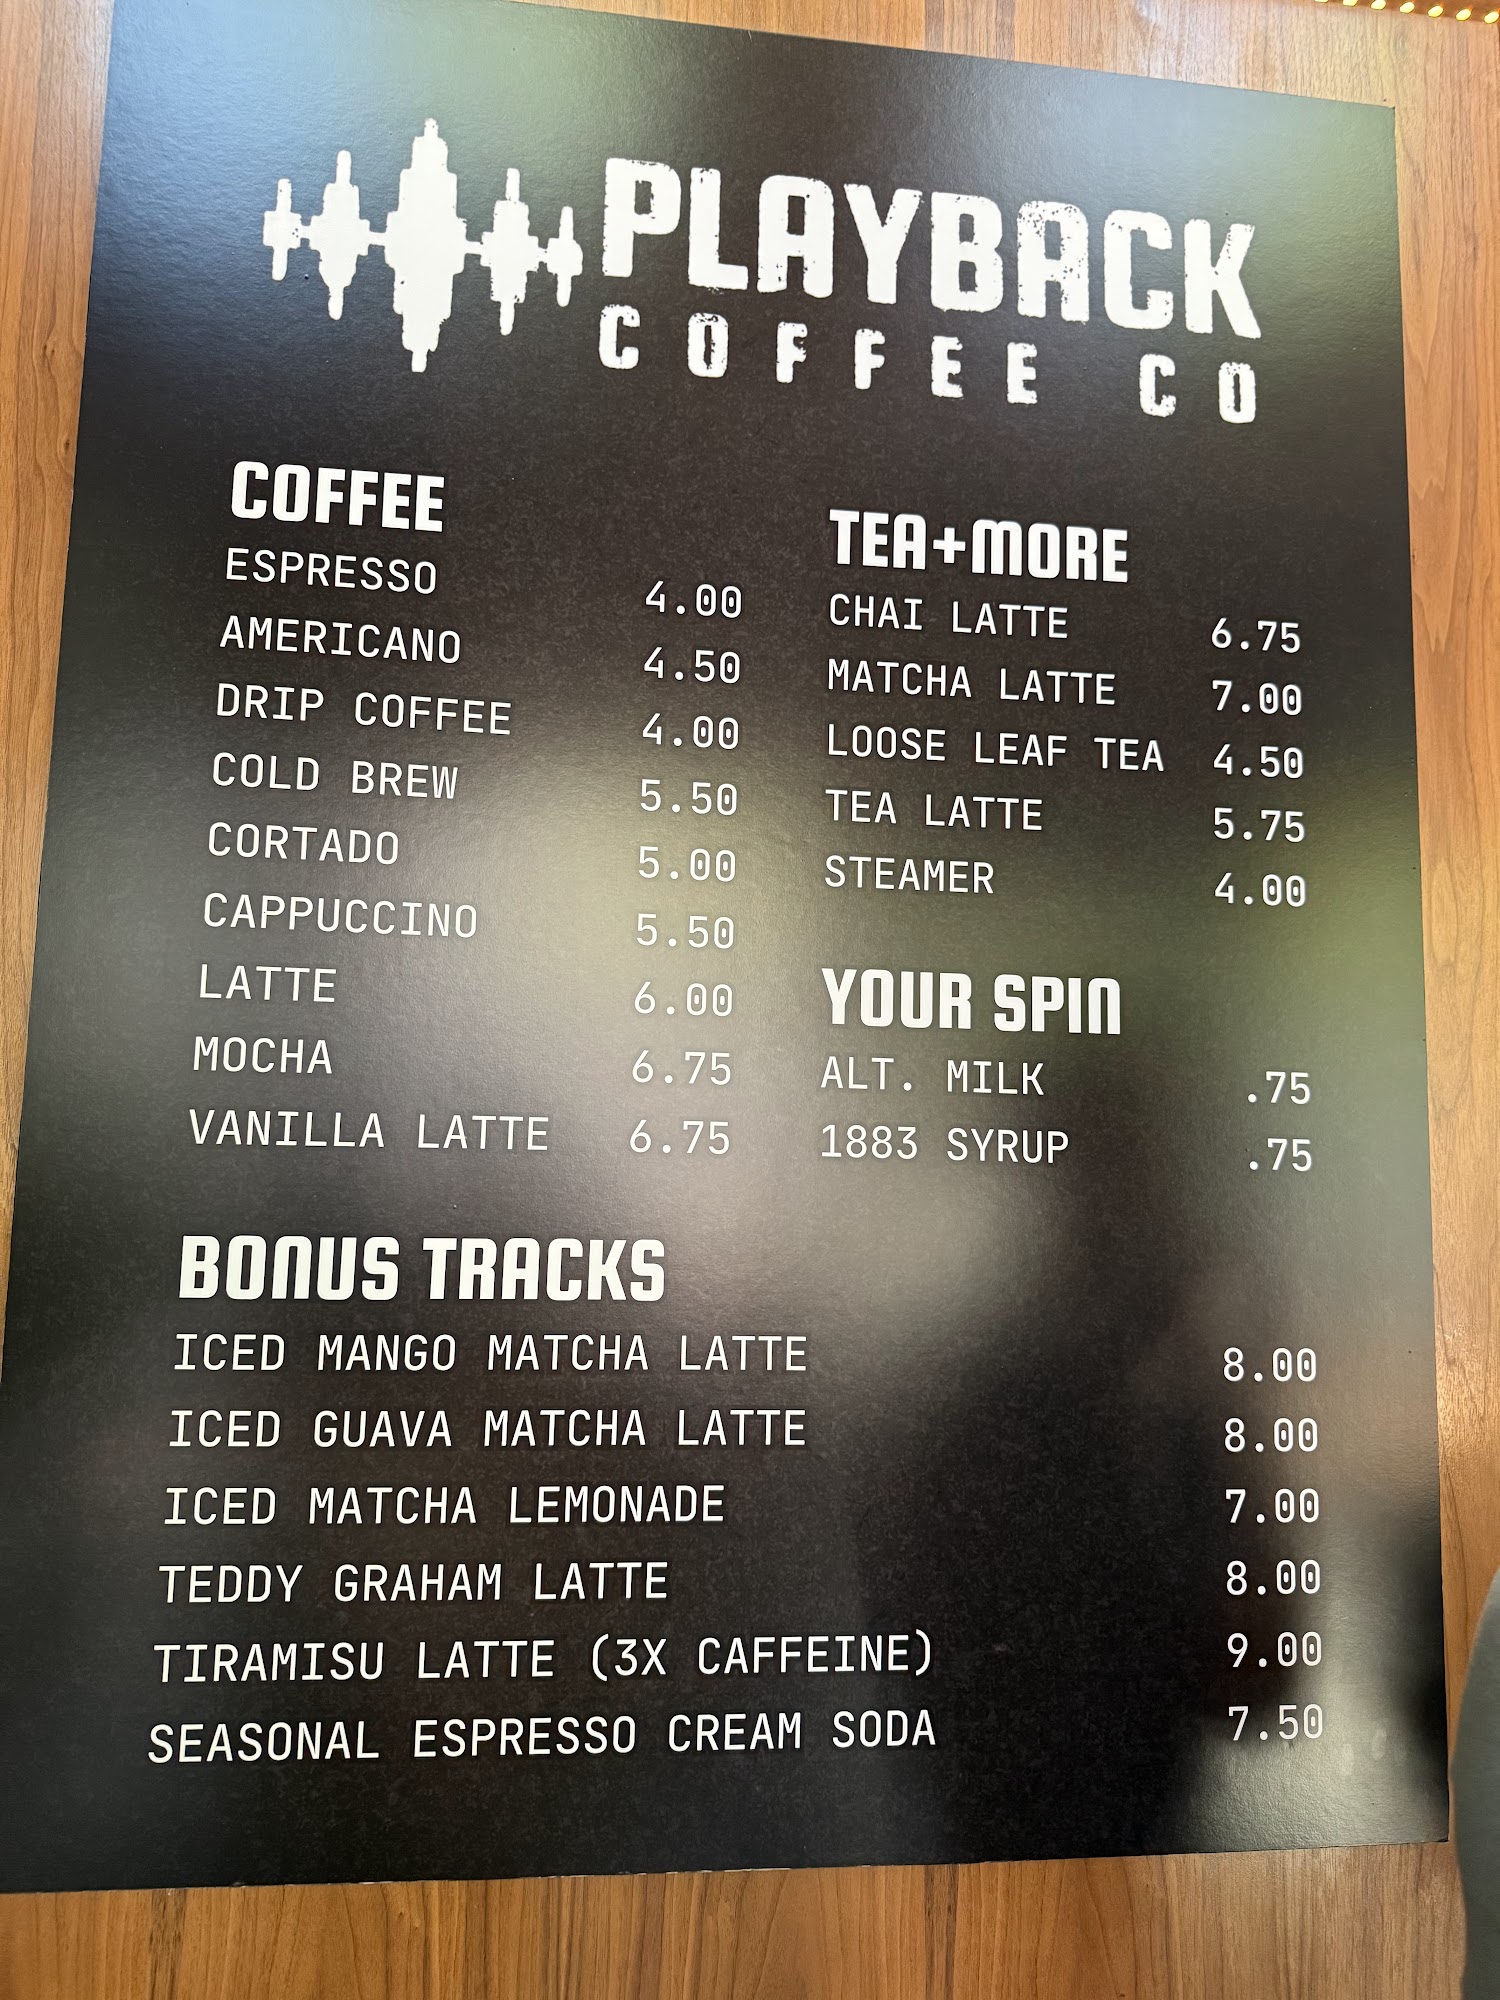 PLAYBACK
COFFEE CO
COFFEE
ESPRESSO 4.00
AMERICANO 4.50
DRIP COFFEE 4.00
COLD BREW 5.50
CORTADO 5.00
CAPPUCCINO 5.50
LATTE 6.00
MOCHA 6.75
VANILLA LATTE 6.75
TEA+MORE
CHAI LATTE 6.75
MATCHA LATTE 7.00
LOOSE LEAF TEA 4.50
TEA LATTE 5.75
STEAMER 4.00
YOUR SPIN
ALT. MILK .75
1883 SYRUP .75
BONUS TRACKS
ICED MANGO MATCHA LATTE 8.00
ICED GUAVA MATCHA LATTE 8.00
ICED MATCHA LEMONADE 7.00
TEDDY GRAHAM LATTE 8.00
TIRAMISU LATTE (3X CAFFEINE) 9.00
SEASONAL ESPRESSO CREAM SODA 7.50